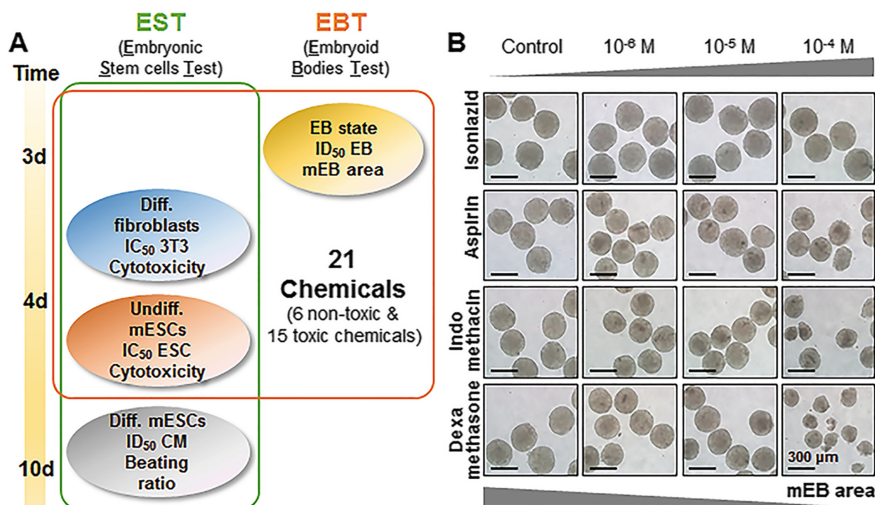 A
EST
(Embryonic
Stem cells Test)
EBT
(Embryoid
Bodies Test)
Time
3d
4d
10d
EB state
ID50 EB
mEB area
Diff.
fibroblasts
IC50 3T3
Cytotoxicity
21
Chemicals
(6 non-toxic &
15 toxic chemicals)
Undiff.
mESCs
IC50 ESC
Cytotoxicity
Diff. mESCs
ID50 CM
Beating
ratio
B
Control
10-6 M
10-5 M
10-4 M
Isoniazid
Aspirin
Indo
methacin
Dexa
methasone
300 µm
mEB area